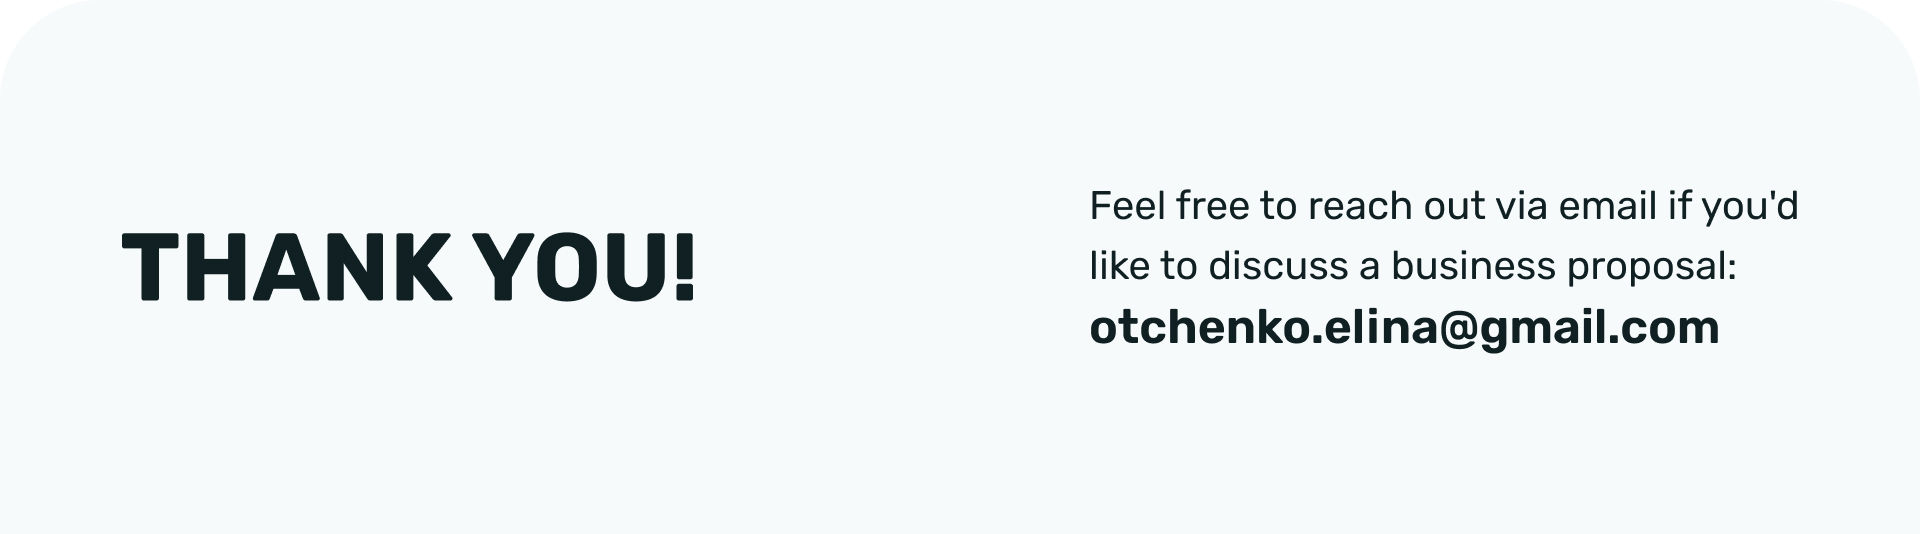 THANK YOU!
Feel free to reach out via email if you'd
like to discuss a business proposal:
otchenko.elina@gmail.com